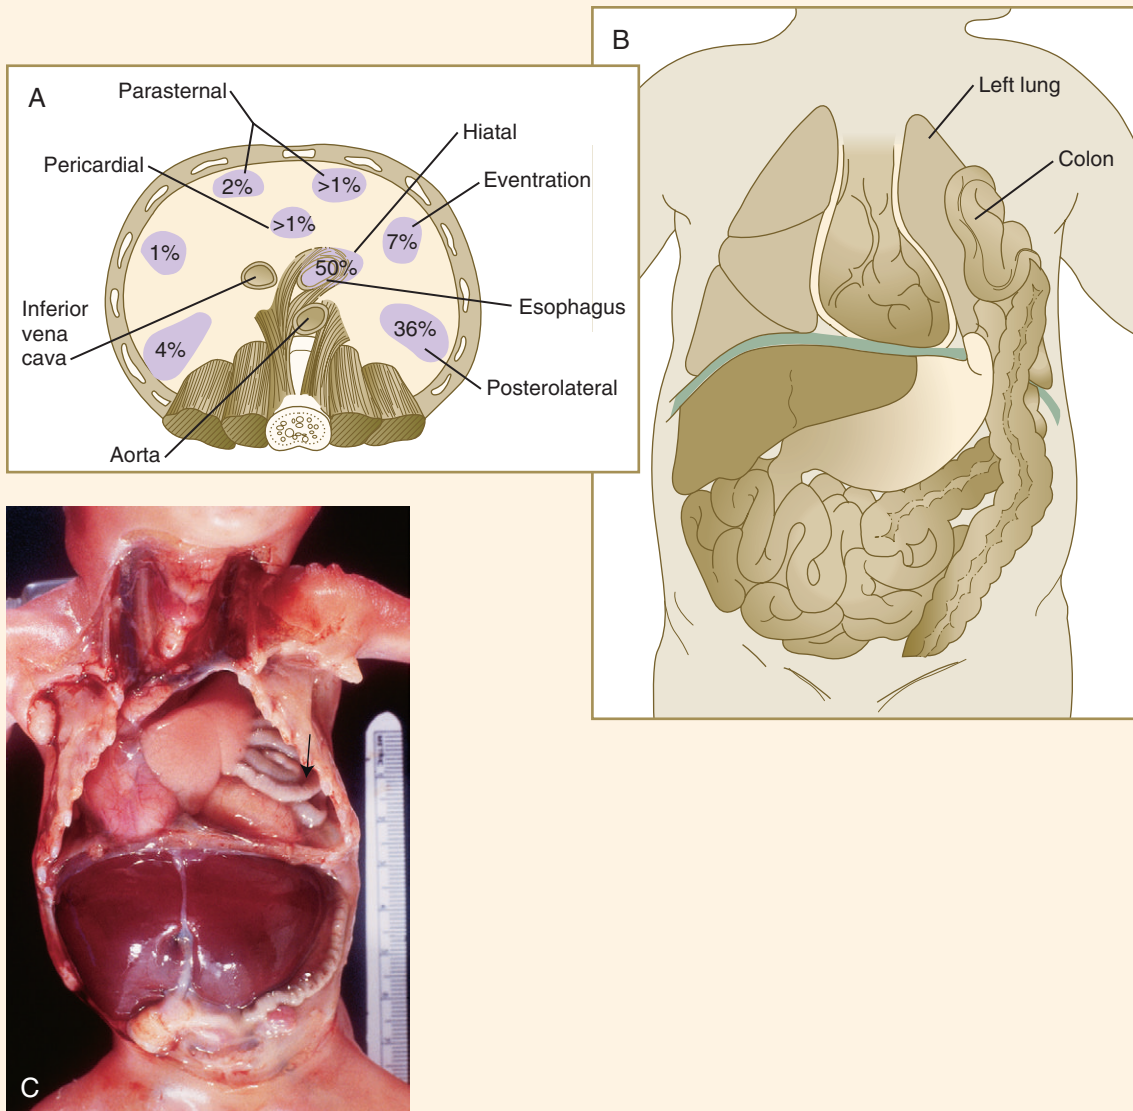 A
Parasternal
Hiatal
Pericardial
Eventration
2%
>1%
>1%
7%
1%
50%
Esophagus
Inferior
vena
cava
36%
4%
Posterolateral
Aorta
B
Left lung
Colon
C